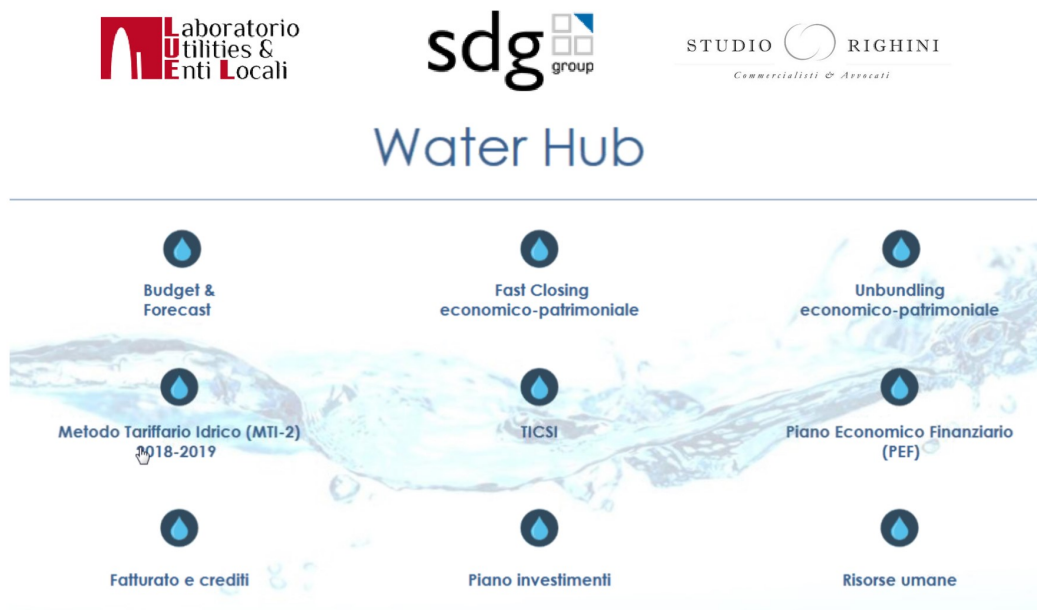 Laboratorio
Utilities &
Enti Locali
sdg
group
STUDIO RIGHINI
Commercialisti & Avvocati
Water Hub
Budget &
Forecast
Fast Closing
economico-patrimoniale
Unbundling
economico-patrimoniale
Metodo Tariffario Idrico (MTI-2)
2018-2019
TICSI
Piano Economico Finanziario
(PEF)
Fatturato e crediti
Piano investimenti
Risorse umane